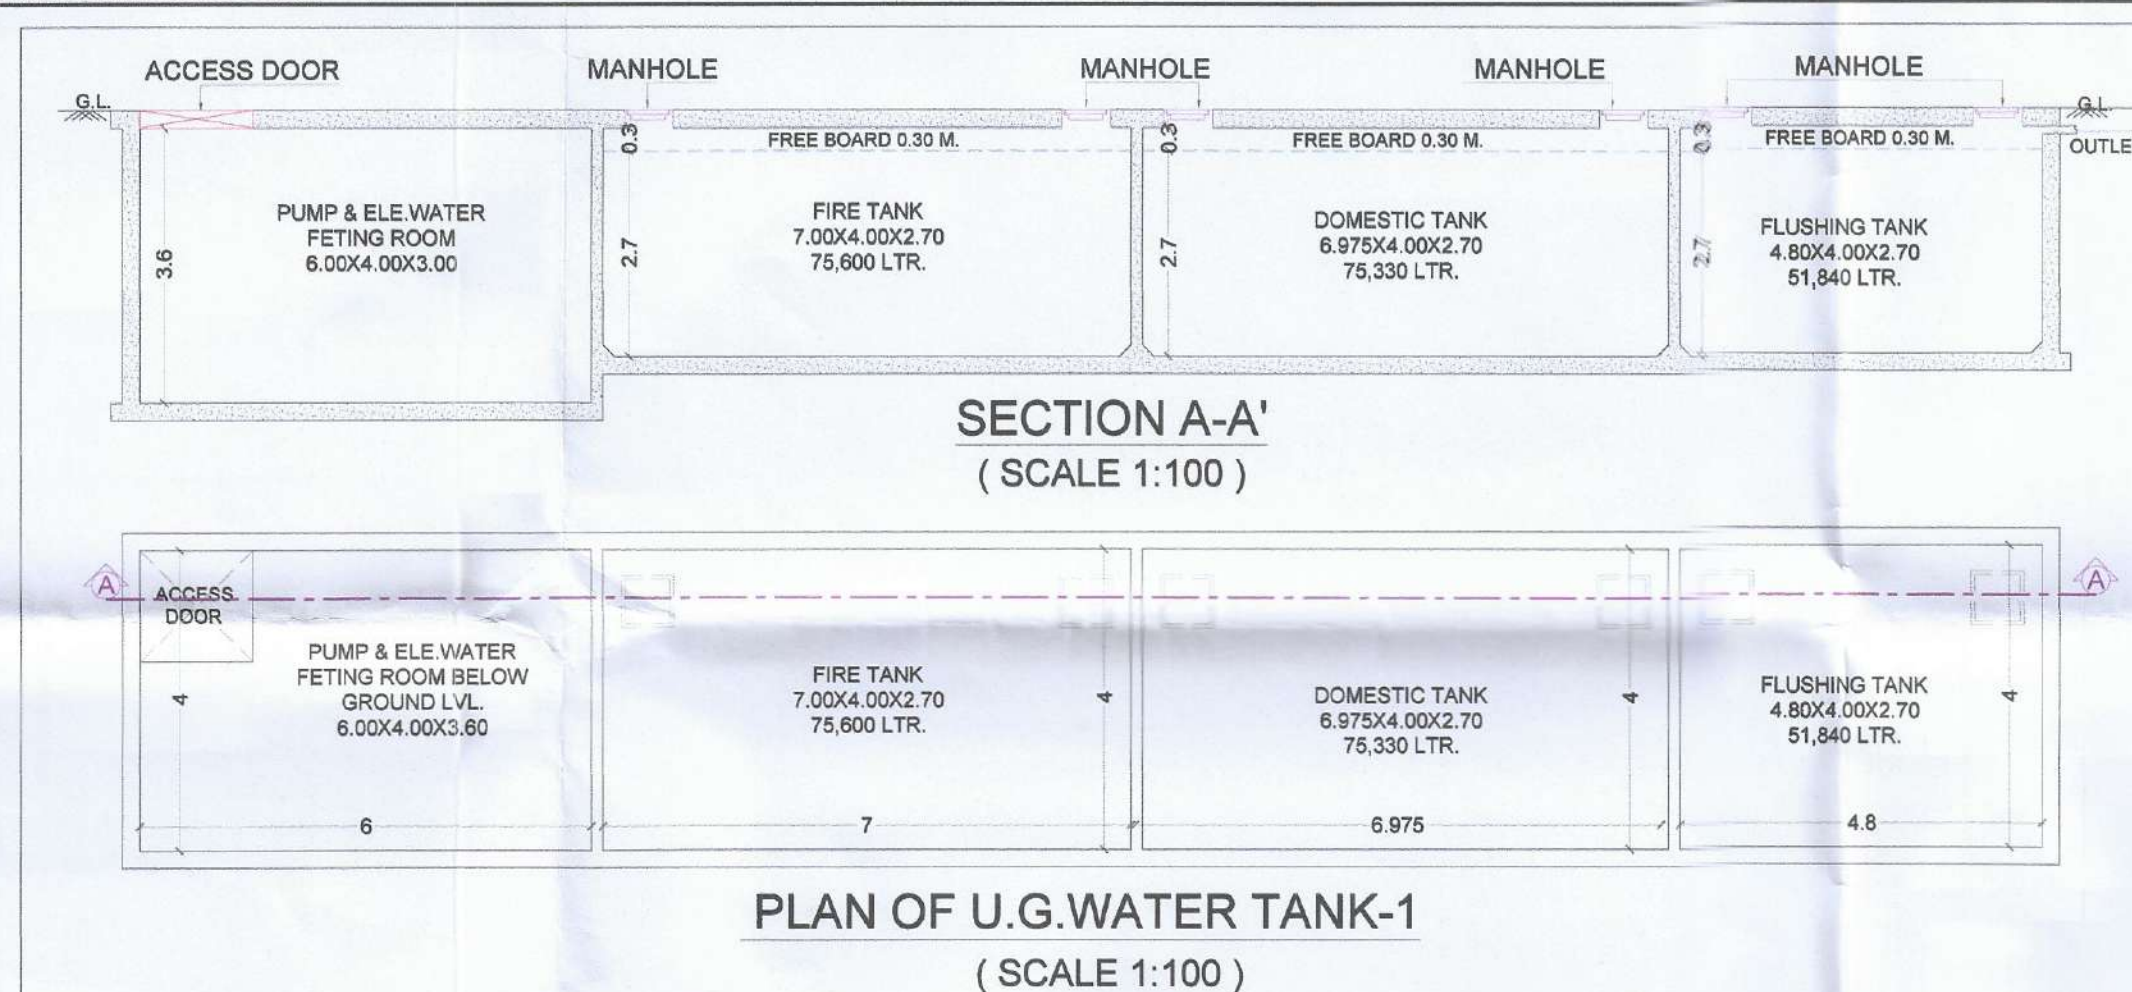 ACCESS DOOR
MANHOLE
MANHOLE
MANHOLE
MANHOLE
G.L.
G.L.
0.3
FREE BOARD 0.30 M.
0.3
FREE BOARD 0.30 M.
0.3
FREE BOARD 0.30 M.
OUTLE
3.6
PUMP & ELE.WATER
FETING ROOM
6.00X4.00X3.00
2.7
FIRE TANK
7.00X4.00X2.70
75,600 LTR.
2.7
DOMESTIC TANK
6.975X4.00X2.70
75,330 LTR.
2.7
FLUSHING TANK
4.80X4.00X2.70
51,840 LTR.
SECTION A-A'
( SCALE 1:100 )
A
A
ACCESS
DOOR
4
PUMP & ELE.WATER
FETING ROOM BELOW
GROUND LVL.
6.00X4.00X3.60
FIRE TANK
7.00X4.00X2.70
75,600 LTR.
4
DOMESTIC TANK
6.975X4.00X2.70
75,330 LTR.
4
FLUSHING TANK
4.80X4.00X2.70
51,840 LTR.
4
6
7
6.975
4.8
PLAN OF U.G.WATER TANK-1
( SCALE 1:100 )